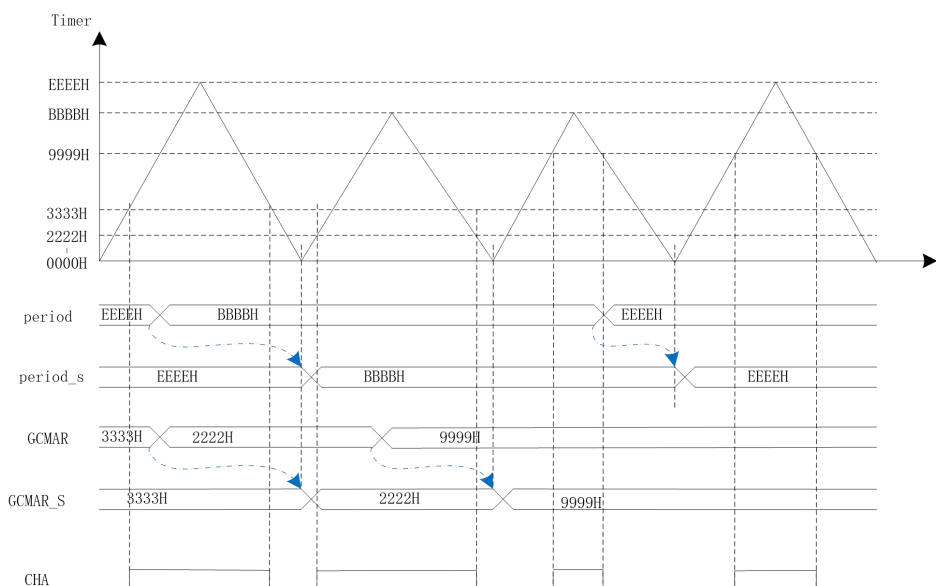 Timer
EEEEH
BBBBH
9999H
3333H
2222H
0000H
period EEEEH BBBBH EEEEH
period_s EEEEH BBBBH EEEEH
GCMAR 3333H 2222H 9999H
GCMAR_S 3333H 2222H 9999H
CHA